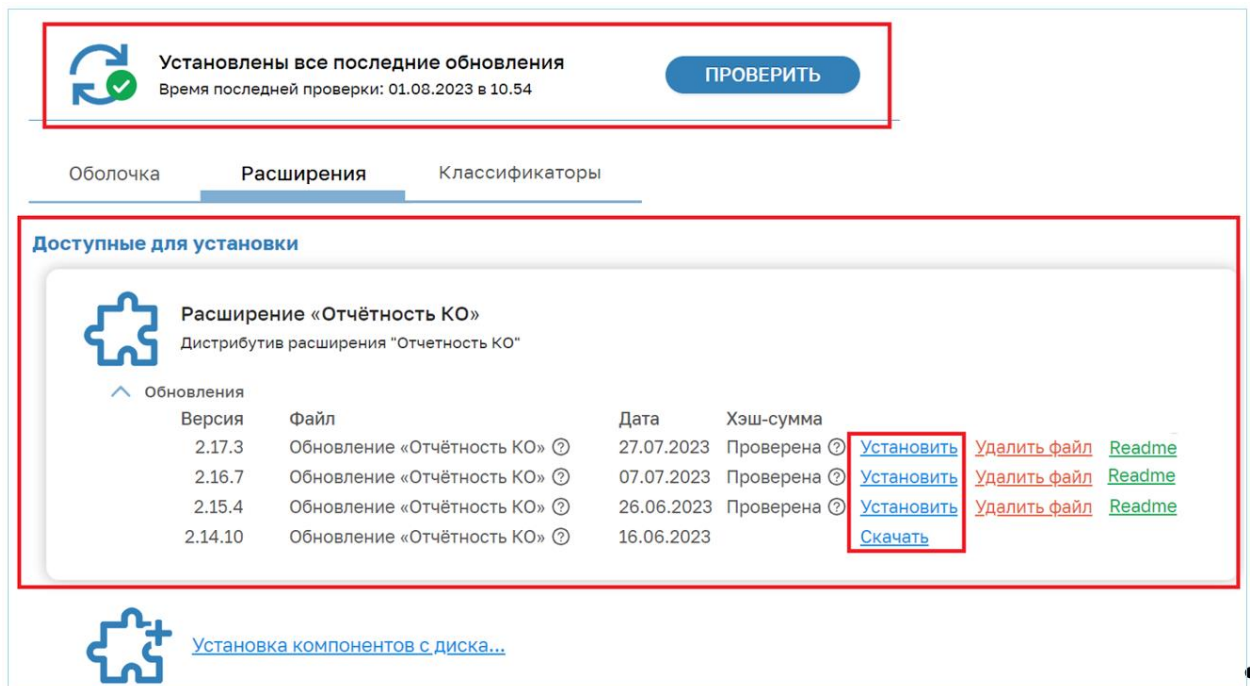 Установлены все последние обновления
Время последней проверки: 01.08.2023 в 10.54
ПРОВЕРИТЬ
Оболочка Расширения Классификаторы
Доступные для установки
Расширение «Отчётность КО»
Дистрибутив расширения "Отчетность КО"
Обновления
Версия Файл Дата Хэш-сумма
2.17.3 Обновление «Отчётность КО» ? 27.07.2023 Проверена ? Установить Удалить файл Readme
2.16.7 Обновление «Отчётность КО» ? 07.07.2023 Проверена ? Установить Удалить файл Readme
2.15.4 Обновление «Отчётность КО» ? 26.06.2023 Проверена ? Установить Удалить файл Readme
2.14.10 Обновление «Отчётность КО» ? 16.06.2023 Скачать
Установка компонентов с диска...